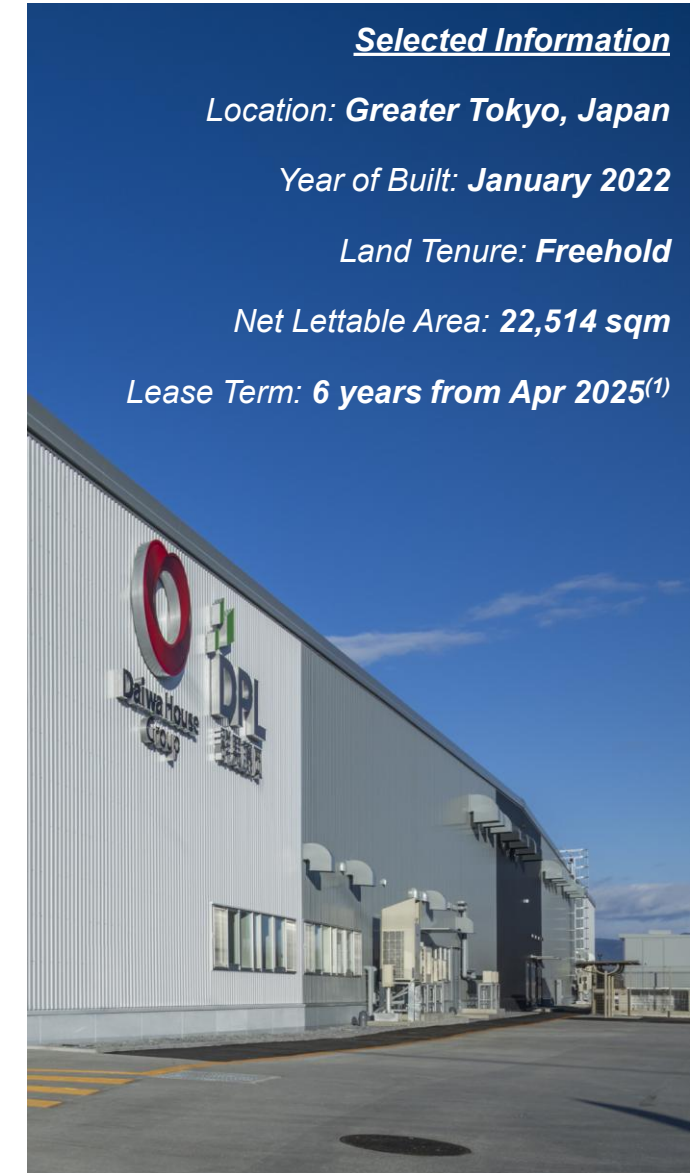 Selected Information
Location: Greater Tokyo, Japan
Year of Built: January 2022
Land Tenure: Freehold
Net Lettable Area: 22,514 sqm
Lease Term: 6 years from Apr 2025(1)
Daiwa House
Group
DPL